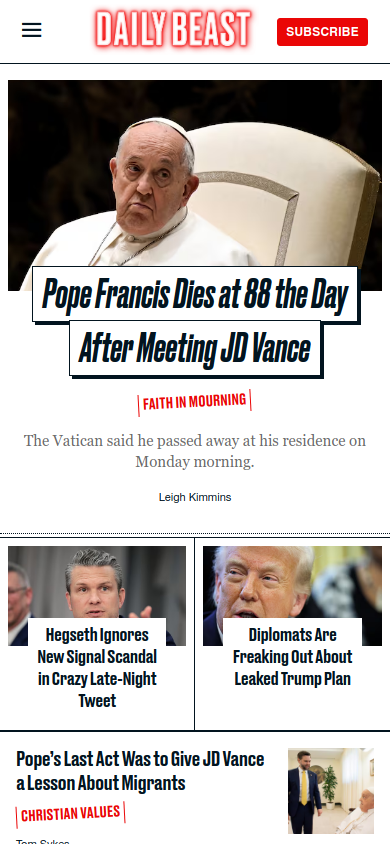 DAILY BEAST
SUBSCRIBE
Pope Francis Dies at 88 the Day
After Meeting JD Vance
FAITH IN MOURNING
The Vatican said he passed away at his residence on
Monday morning.
Leigh Kimmins
Hegseth Ignores
New Signal Scandal
in Crazy Late-Night
Tweet
Diplomats Are
Freaking Out About
Leaked Trump Plan
Pope’s Last Act Was to Give JD Vance
a Lesson About Migrants
CHRISTIAN VALUES
Tom Sykes